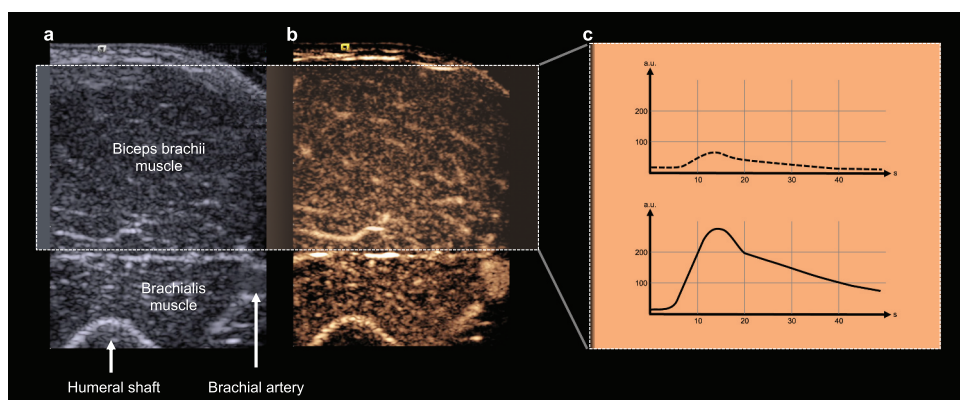 a
b
c
Biceps brachii
muscle
Brachialis
muscle
Humeral shaft
Brachial artery
a.u.
200
100
10
20
30
40
s
a.u.
200
100
10
20
30
40
s